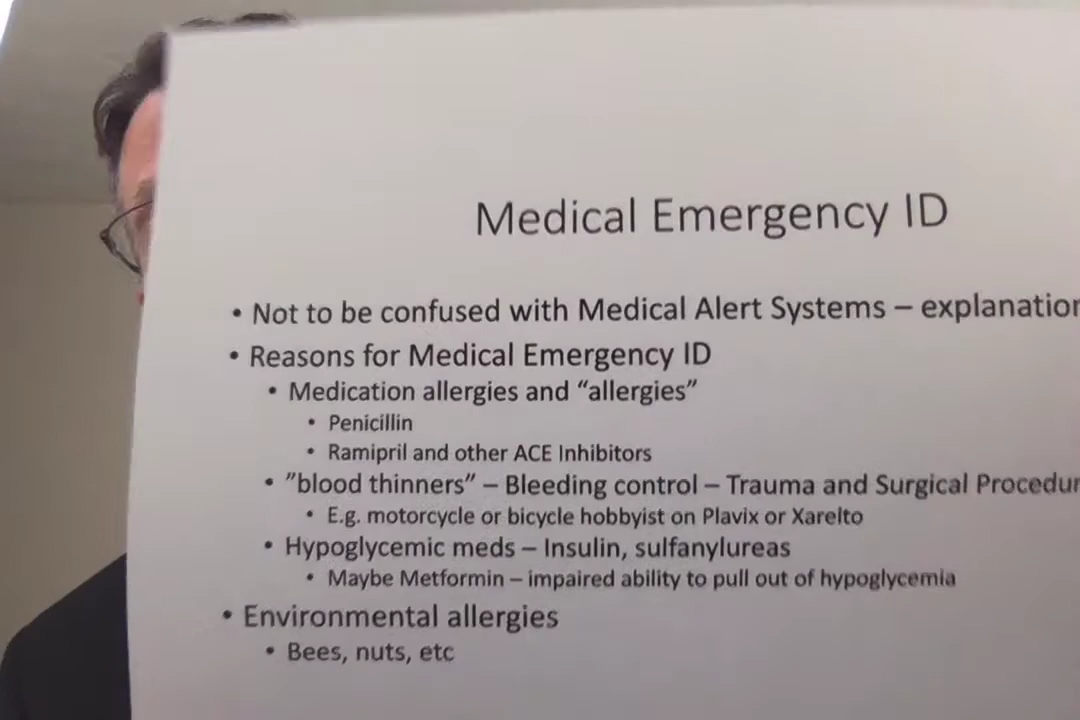 Medical Emergency ID
• Not to be confused with Medical Alert Systems – explanation
• Reasons for Medical Emergency ID
• Medication allergies and “allergies”
• Penicillin
• Ramipril and other ACE Inhibitors
• ”blood thinners” – Bleeding control – Trauma and Surgical
• E.g. motorcycle or bicycle hobbyist on Plavix or Xarelto
• Hypoglycemic meds – Insulin, sulfanylureas
• Maybe Metformin – impaired ability to pull out of hypoglycemia
• Environmental allergies
• Bees, nuts, etc